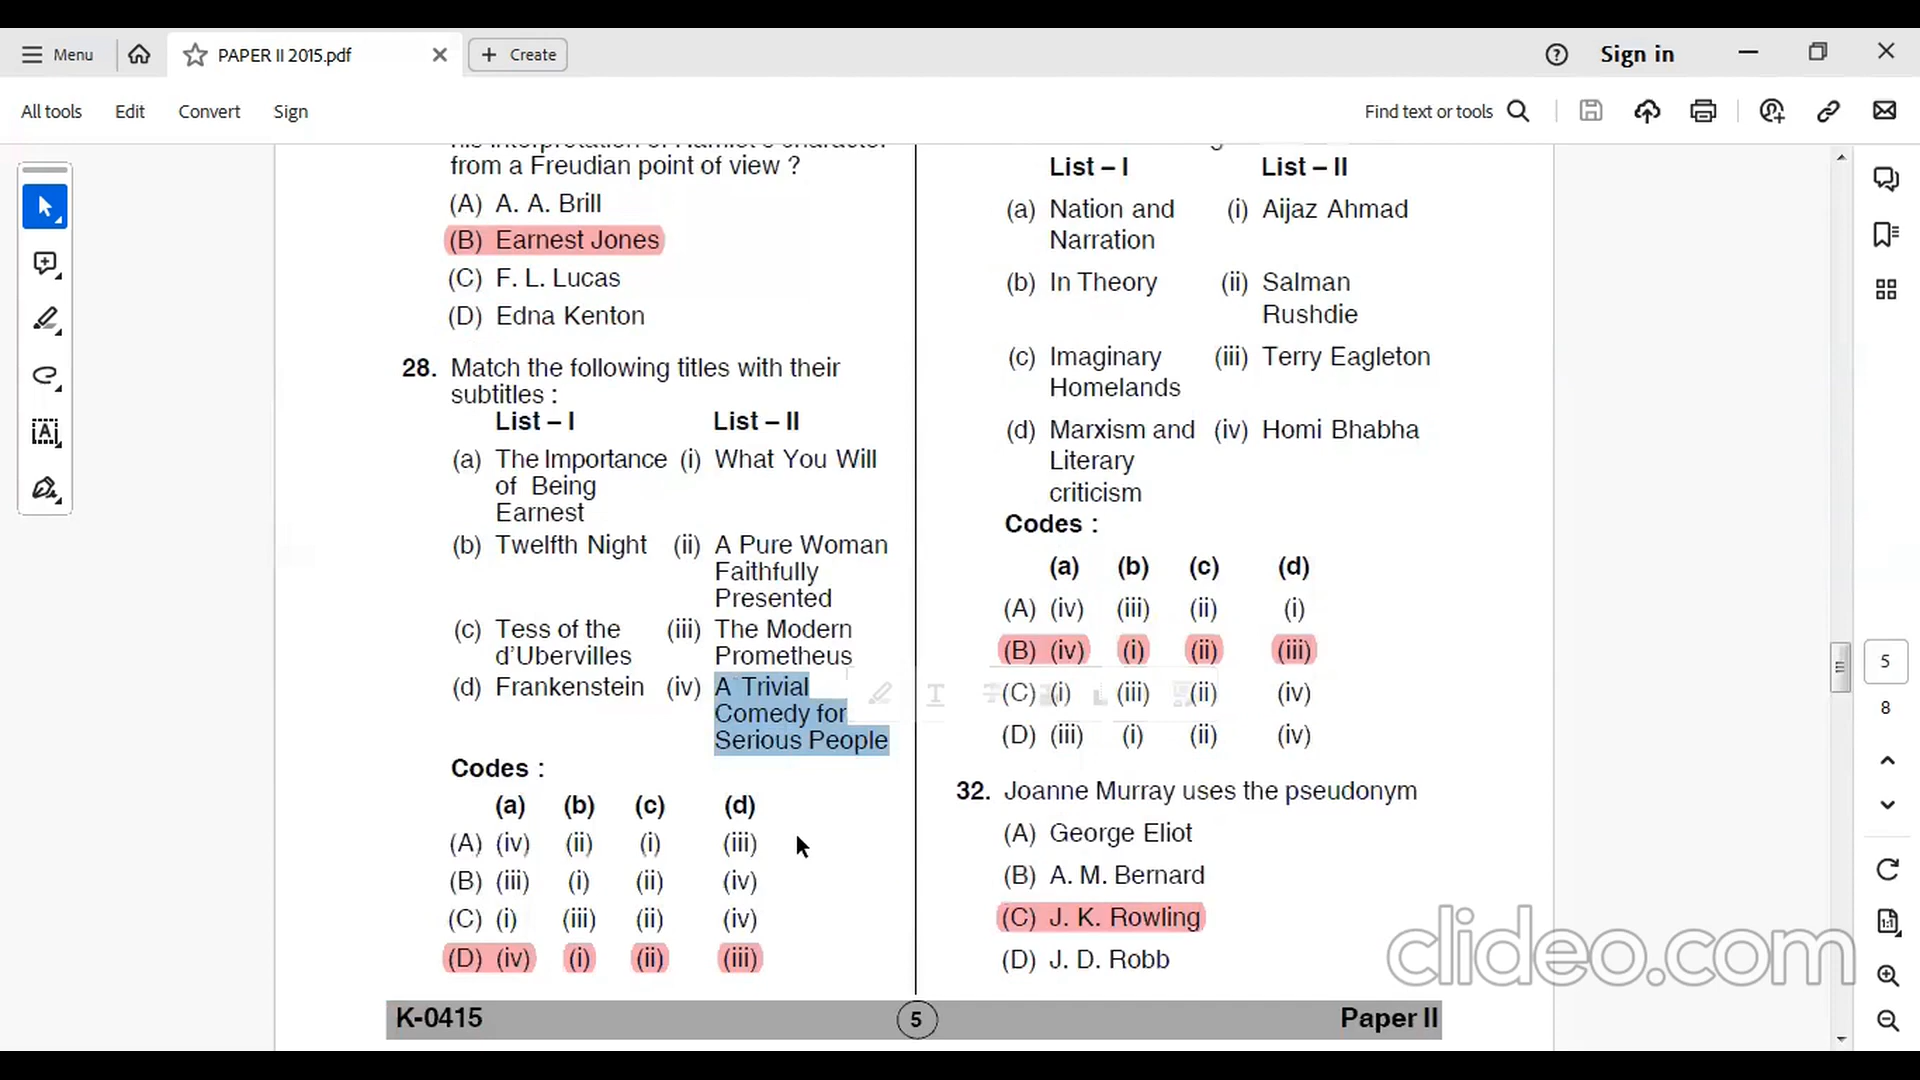 Menu
PAPER II 2015.pdf
Create
Sign in
All tools
Edit
Convert
Sign
Find text or tools
from a Freudian point of view ?
(A) A. A. Brill
(B) Earnest Jones
(C) F. L. Lucas
(D) Edna Kenton
28. Match the following titles with their
subtitles :
List – I List – II
(a) The Importance (i) What You Will
of Being
Earnest
(b) Twelfth Night (ii) A Pure Woman
Faithfully
Presented
(c) Tess of the (iii) The Modern
d'Ubervilles Prometheus
(d) Frankenstein (iv) A Trivial
Comedy for
Serious People
Codes :
(a) (b) (c) (d)
(A) (iv) (ii) (i) (iii)
(B) (iii) (i) (ii) (iv)
(C) (i) (iii) (ii) (iv)
(D) (iv) (i) (ii) (iii)
List – I List – II
(a) Nation and (i) Aijaz Ahmad
Narration
(b) In Theory (ii) Salman
Rushdie
(c) Imaginary (iii) Terry Eagleton
Homelands
(d) Marxism and (iv) Homi Bhabha
Literary
criticism
Codes :
(a) (b) (c) (d)
(A) (iv) (iii) (ii) (i)
(B) (iv) (i) (ii) (iii)
(C) (i) (iii) (ii) (iv)
(D) (iii) (i) (ii) (iv)
32. Joanne Murray uses the pseudonym
(A) George Eliot
(B) A. M. Bernard
(C) J. K. Rowling
(D) J. D. Robb
K-0415 5 Paper II
5
8
clideo.com